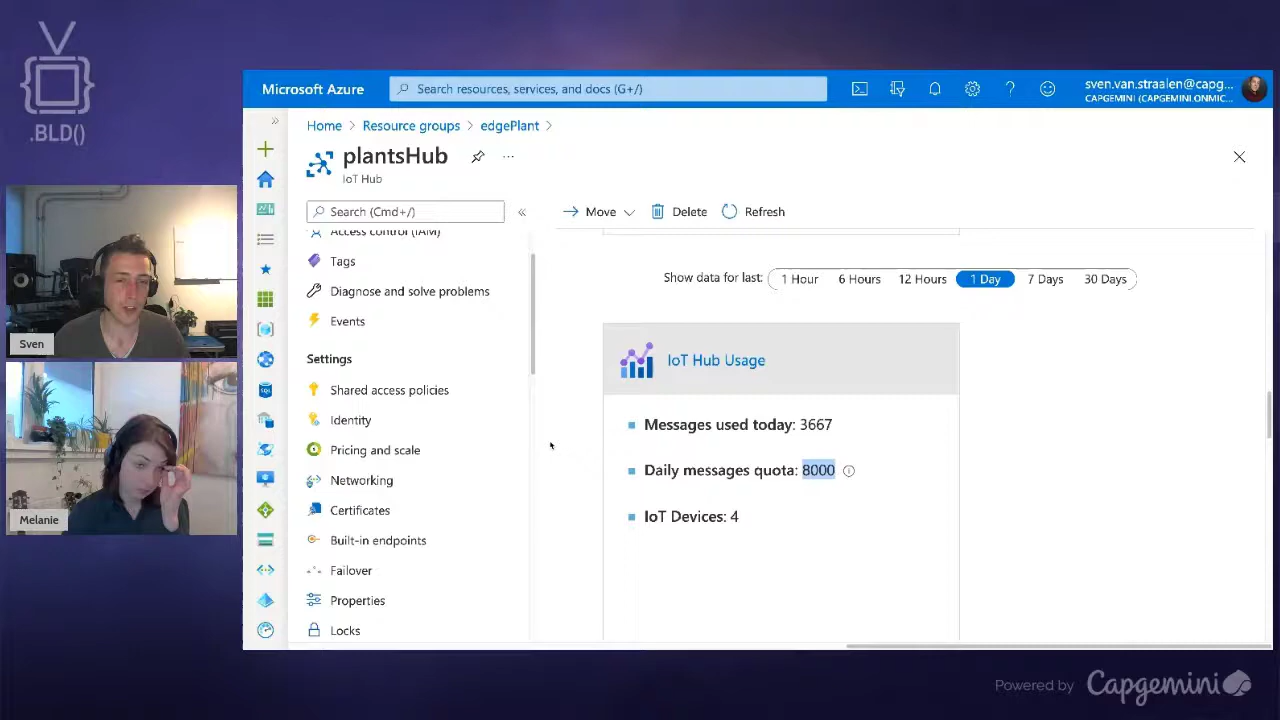 .BLD()
Microsoft Azure
Search resources, services, and docs (G+/)
sven.van.straalen@capg...
CAPGEMINI (CAPGEMINI.ONMIC...
Home > Resource groups > edgePlant >
plantsHub
IoT Hub
Search (Cmd+/)
Move
Delete
Refresh
Access control (IAM)
Tags
Diagnose and solve problems
Events
Settings
Shared access policies
Identity
Pricing and scale
Networking
Certificates
Built-in endpoints
Failover
Properties
Locks
Show data for last:
1 Hour
6 Hours
12 Hours
1 Day
7 Days
30 Days
IoT Hub Usage
Messages used today: 3667
Daily messages quota: 8000
IoT Devices: 4
Sven
Melanie
Powered by Capgemini